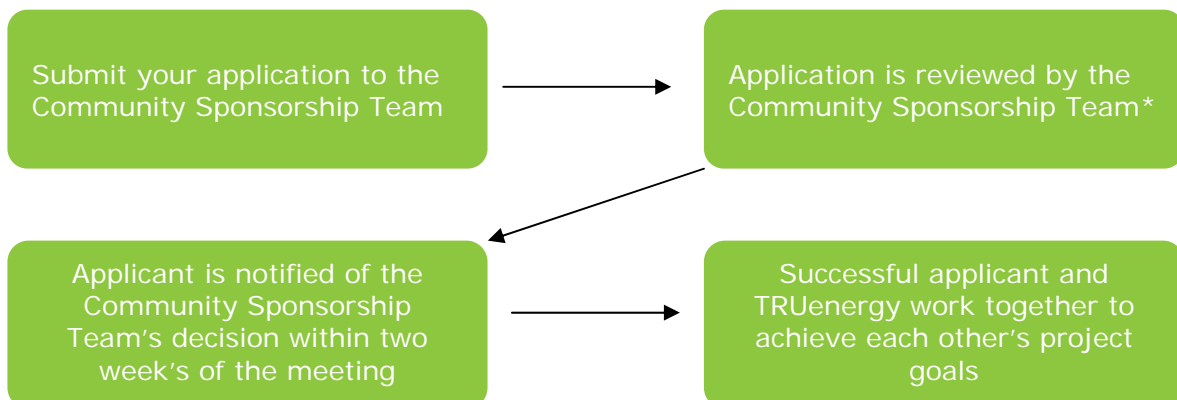 Submit your application to the
Community Sponsorship Team
Application is reviewed by the
Community Sponsorship Team*
Applicant is notified of the
Community Sponsorship
Team's decision within two
week's of the meeting
Successful applicant and
TRUenergy work together to
achieve each other's project
goals